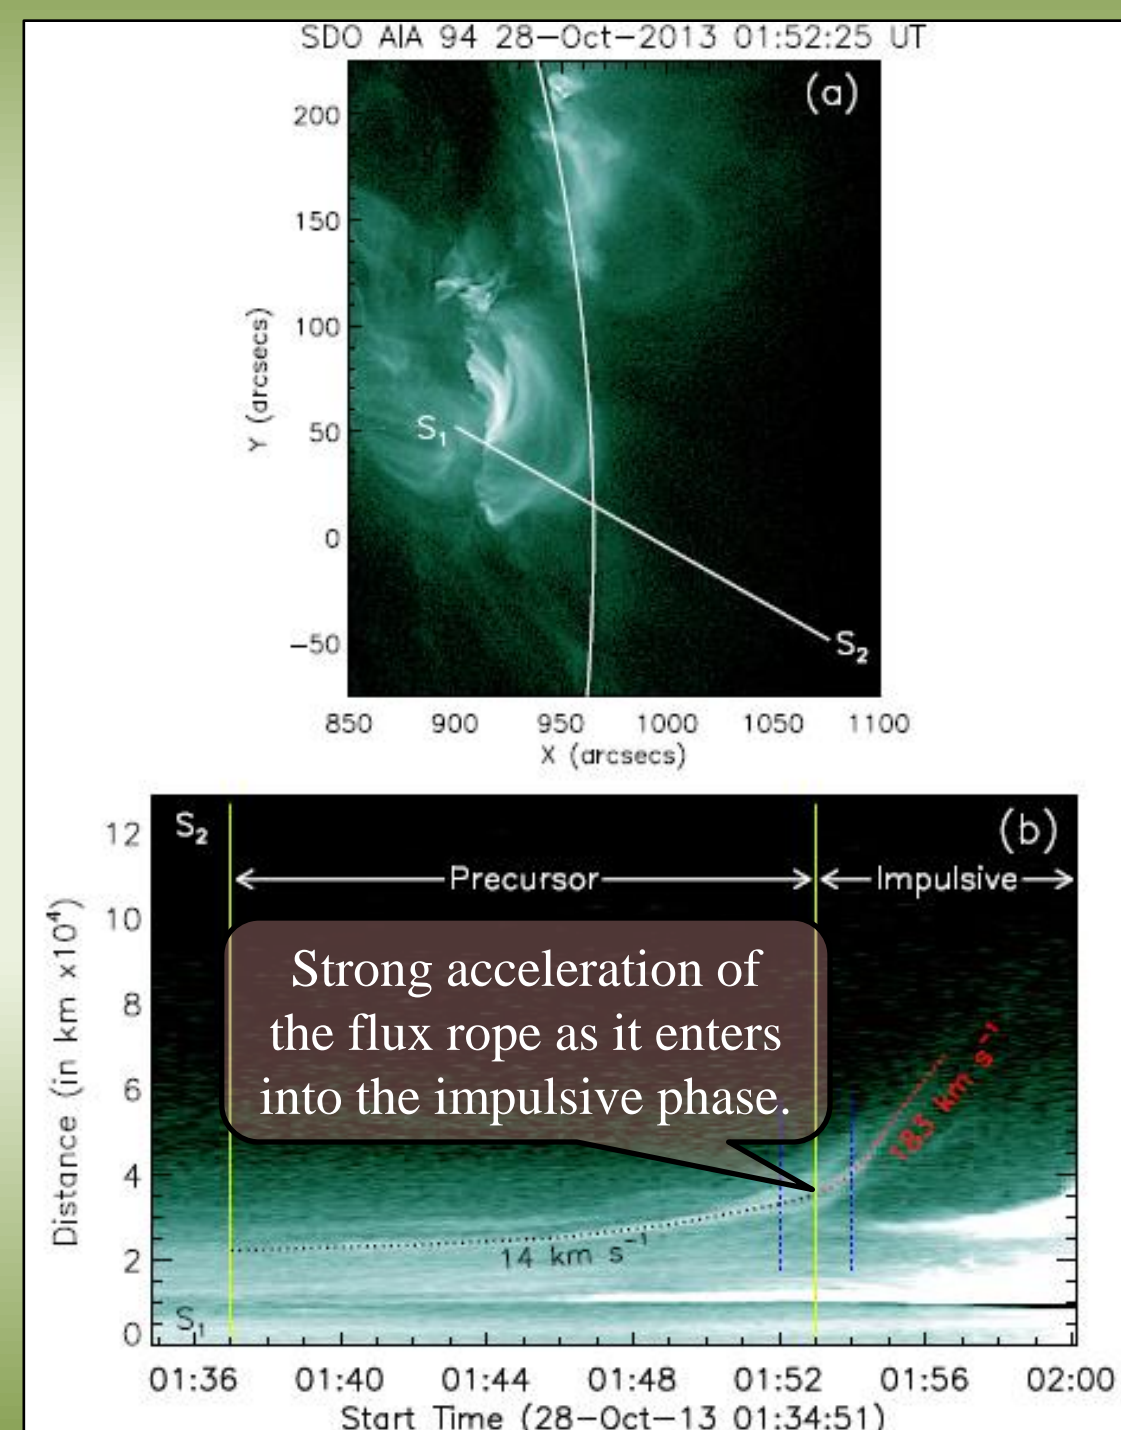 SDO AIA 94 28-Oct-2013 01:52:25 UT
(a)
200
150
100
50
0
-50
Y (arcsecs)
S₁
S₂
850 900 950 1000 1050 1100
X (arcsecs)
S₂
(b)
Precursor
Impulsive
12
10
8
6
4
2
0
Distance (in km x10⁴)
Strong acceleration of
the flux rope as it enters
into the impulsive phase.
183 km s⁻¹
14 km s⁻¹
S₁
01:36 01:40 01:44 01:48 01:52 01:56 02:00
Start Time (28-Oct-13 01:34:51)